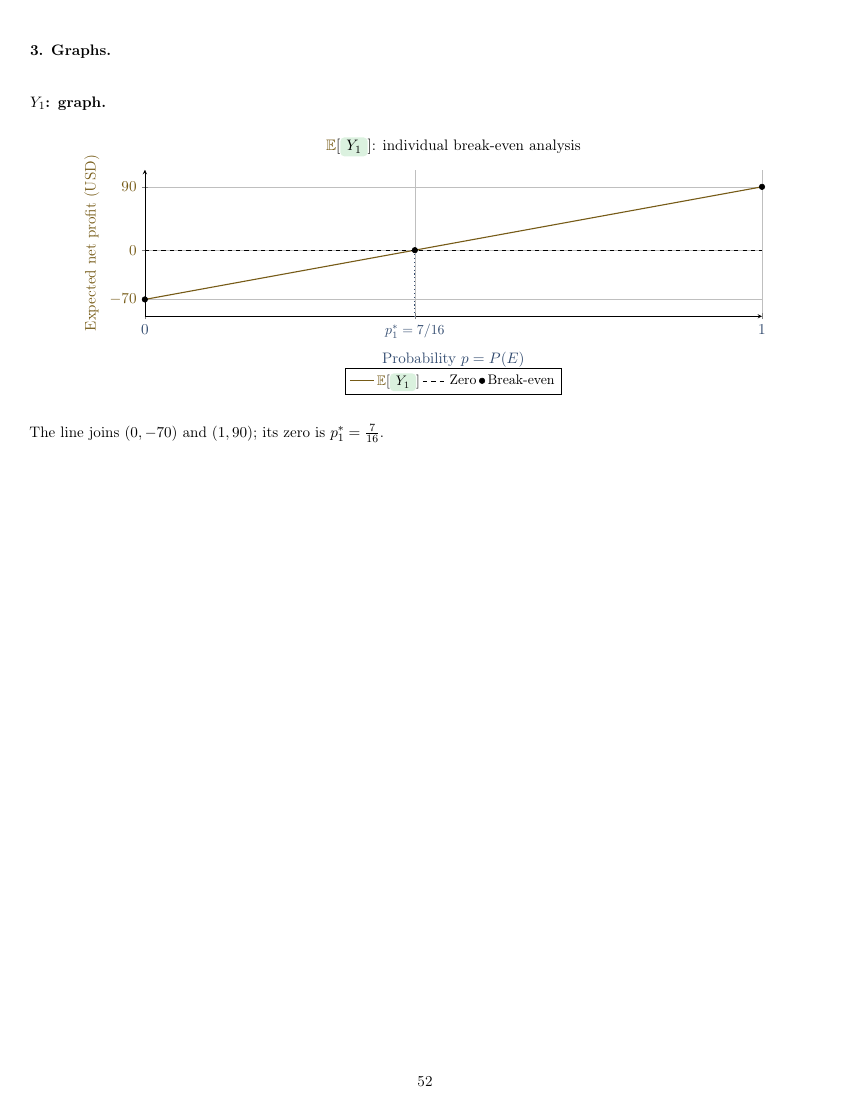 3. Graphs.
Y₁: graph.
𝔼[ Y₁ ]: individual break-even analysis
Expected net profit (USD)
90
0
−70
0
p₁* = 7/16
1
Probability p = P(E)
𝔼[ Y₁ ] Zero Break-even
The line joins (0, −70) and (1, 90); its zero is p₁* = 7/16.
52